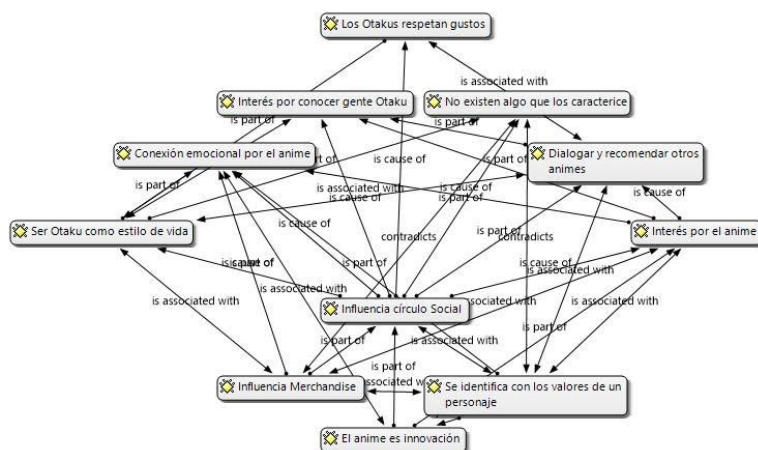 Los Otakus respetan gustos
is associated with
Interés por conocer gente Otaku
No existen algo que los caracterice
is part of
is part of
Conexión emocional por el anime
is cause of
Dialogar y recomendar otros
animes
is part of
is part of
is associated with
is cause of
is cause of
is part of
is cause of
Ser Otaku como estilo de vida
contradicts
is part of
contradicts
Interés por el anime
is part of
is cause of
is associated with
is associated with
is associated with
Influencia círculo Social
associated with
is associated with
is part of
is part of
is associated with
is part of
Influencia Merchandise
associated with
Se identifica con los valores de un
personaje
El anime es innovación